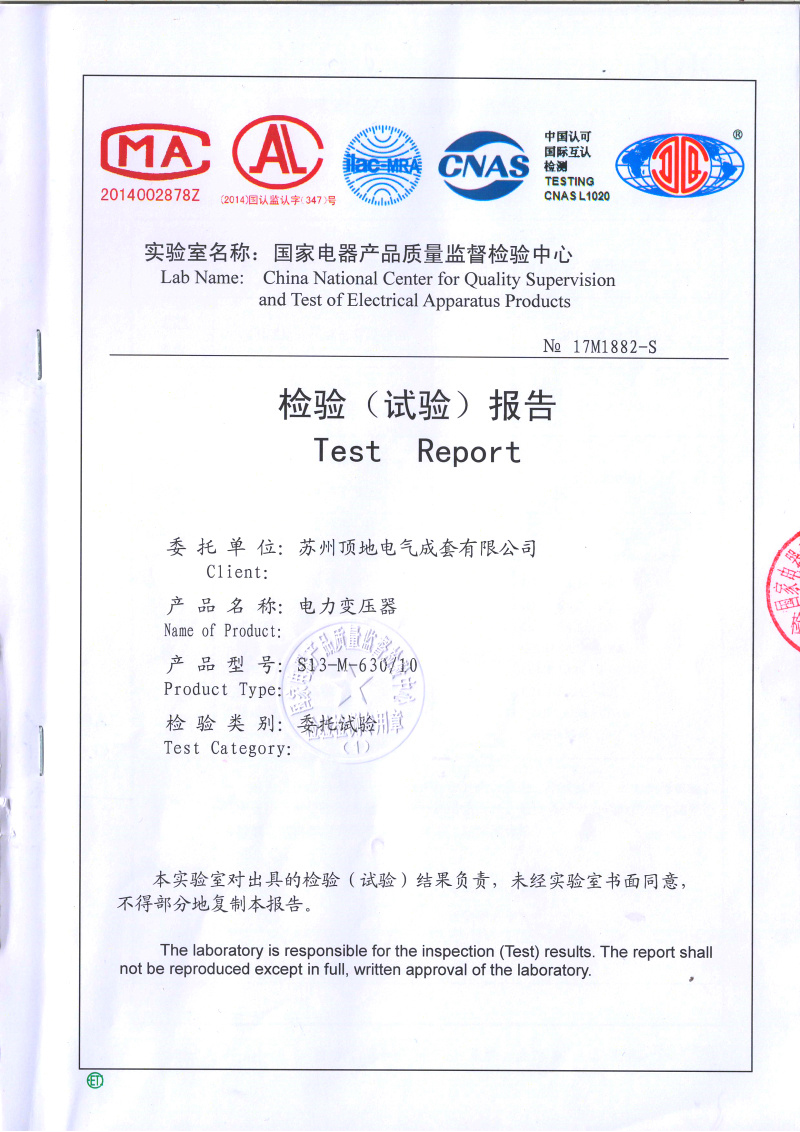 MA
2014002878Z
AL
(2014)国认监认字(347)号
ilac-MRA
CNAS
中国认可
国际互认
检测
TESTING
CNAS L1020
®
实验室名称：国家电器产品质量监督检验中心
Lab Name: China National Center for Quality Supervision
and Test of Electrical Apparatus Products
№ 17M1882-S
检验（试验）报告
Test Report
委托单位：苏州顶地电气成套有限公司
Client:
产品名称：电力变压器
Name of Product:
产品型号：S13-M-630/10
Product Type:
检验类别：委托试验
Test Category:
(1)
本实验室对出具的检验（试验）结果负责，未经实验室书面同意，
不得部分地复制本报告。
The laboratory is responsible for the inspection (Test) results. The report shall
not be reproduced except in full, written approval of the laboratory.